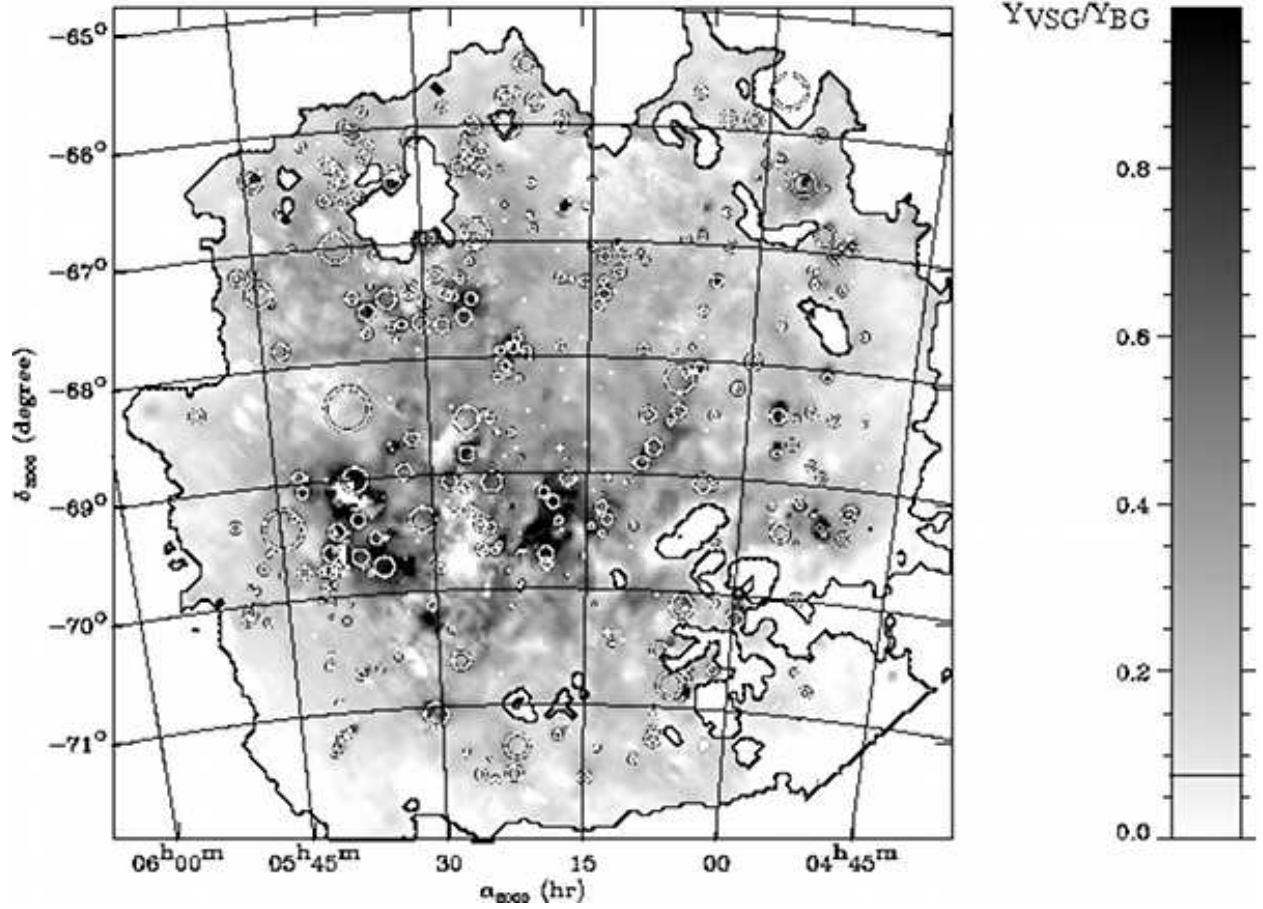 Y_VSG/Y_BG
−65°
−66°
−67°
−68°
−69°
−70°
−71°
δ₂₀₀₀ (degree)
06ʰ00ᵐ
05ʰ45ᵐ
30
15
00
04ʰ45ᵐ
α₂₀₀₀ (hr)
0.8
0.6
0.4
0.2
0.0